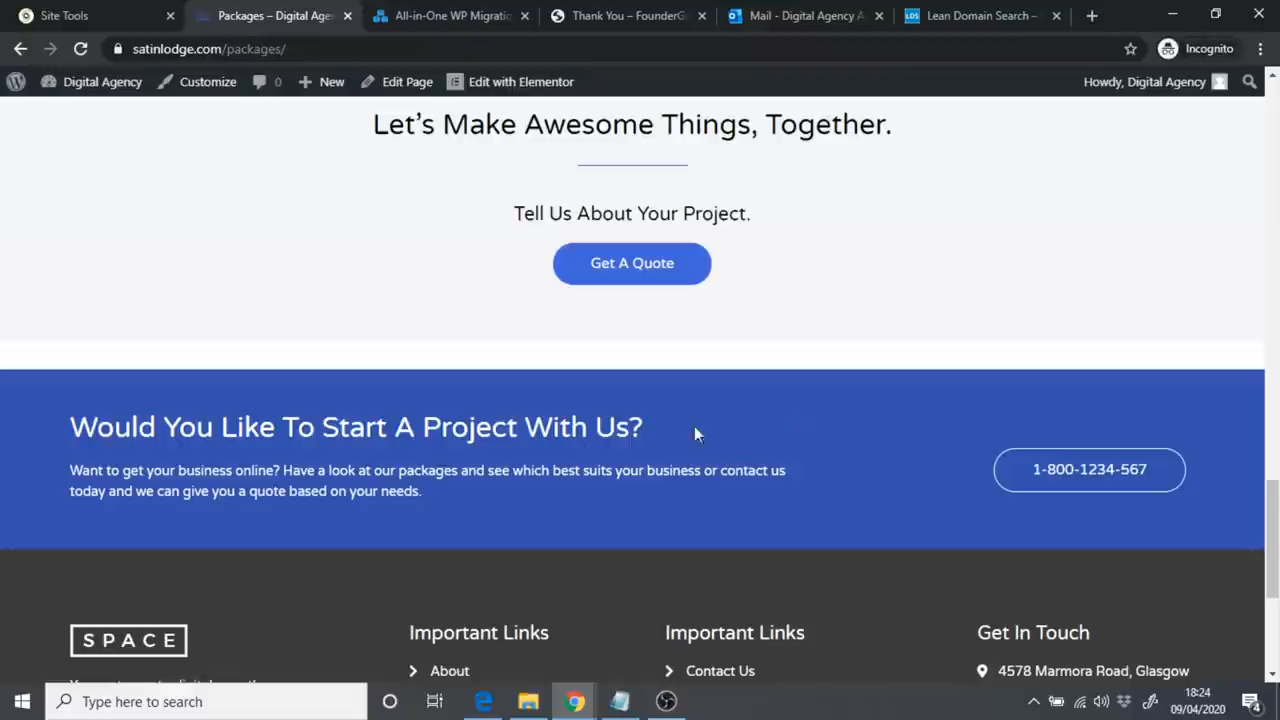 Site Tools
Packages – Digital Age
All-in-One WP Migratio
Thank You – FounderG
Mail - Digital Agency A
Lean Domain Search –
satinlodge.com/packages/
Incognito
Digital Agency
Customize
0
New
Edit Page
Edit with Elementor
Howdy, Digital Agency
Let’s Make Awesome Things, Together.
Tell Us About Your Project.
Get A Quote
Would You Like To Start A Project With Us?
Want to get your business online? Have a look at our packages and see which best suits your business or contact us
today and we can give you a quote based on your needs.
1-800-1234-567
SPACE
Important Links
Important Links
Get In Touch
About
Contact Us
4578 Marmora Road, Glasgow
Type here to search
18:24
09/04/2020
4